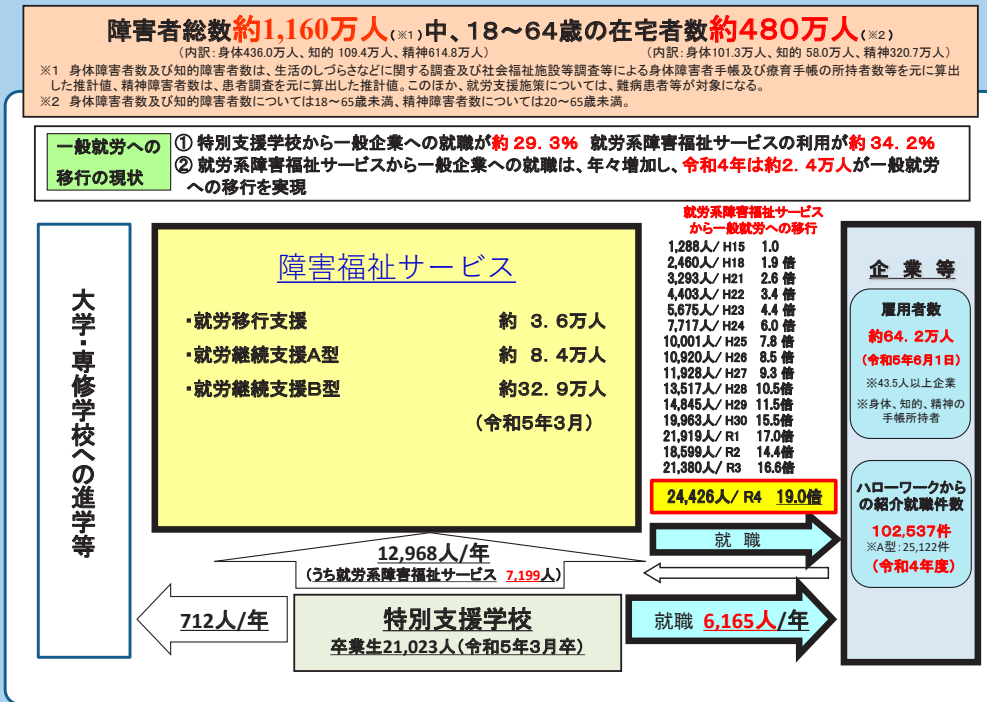 障害者総数約1,160万人(※1)中、18～64歳の在宅者数約480万人(※2)
(内訳:身体436.0万人、知的 109.4万人、精神614.8万人)
(内訳:身体101.3万人、知的 58.0万人、精神320.7万人)
※1 身体障害者数及び知的障害者数は、生活のしづらさなどに関する調査及び社会福祉施設等調査等による身体障害者手帳及び療育手帳の所持者数等を元に算出
した推計値、精神障害者数は、患者調査を元に算出した推計値。このほか、就労支援施策については、難病患者等が対象になる。
※2 身体障害者数及び知的障害者数については18～65歳未満、精神障害者数については20～65歳未満。
一般就労への
移行の現状
① 特別支援学校から一般企業への就職が約 29. 3% 就労系障害福祉サービスの利用が約 34. 2%
② 就労系障害福祉サービスから一般企業への就職は、年々増加し、令和4年は約2. 4万人が一般就労
への移行を実現
大学・専修学校への進学等
障害福祉サービス
・就労移行支援 約 3. 6万人
・就労継続支援A型 約 8. 4万人
・就労継続支援B型 約32. 9万人
(令和5年3月)
就労系障害福祉サービス
から一般就労への移行
1,288人/ H15 1.0
2,460人/ H18 1.9 倍
3,293人/ H21 2.6 倍
4,403人/ H22 3.4 倍
5,675人/ H23 4.4 倍
7,717人/ H24 6.0 倍
10,001人/ H25 7.8 倍
10,920人/ H26 8.5 倍
11,928人/ H27 9.3 倍
13,517人/ H28 10.5倍
14,845人/ H29 11.5倍
19,963人/ H30 15.5倍
21,919人/ R1 17.0倍
18,599人/ R2 14.4倍
21,380人/ R3 16.6倍
24,426人/ R4 19.0倍
企 業 等
雇用者数
約64. 2万人
(令和5年6月1日)
※43.5人以上企業
※身体、知的、精神の
手帳所持者
ハローワークから
の紹介就職件数
102,537件
※A型:25,122件
(令和4年度)
就 職
12,968人/年
(うち就労系障害福祉サービス 7,199人)
712人/年
特別支援学校
卒業生21,023人(令和5年3月卒)
就職 6,165人/年